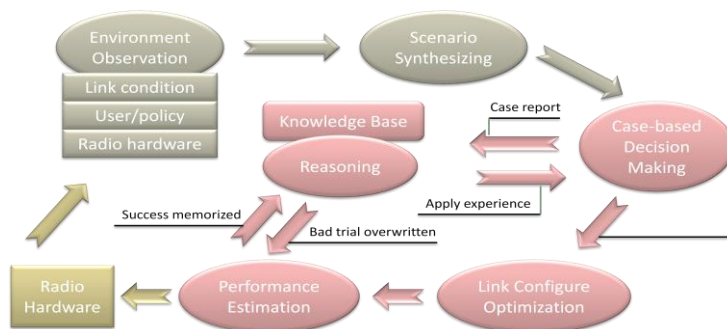 Environment
Observation
Link condition
User/policy
Radio hardware
Scenario
Synthesizing
Knowledge Base
Reasoning
Case report
Case-based
Decision
Making
Apply experience
Success memorized
Bad trial overwritten
Radio
Hardware
Performance
Estimation
Link Configure
Optimization